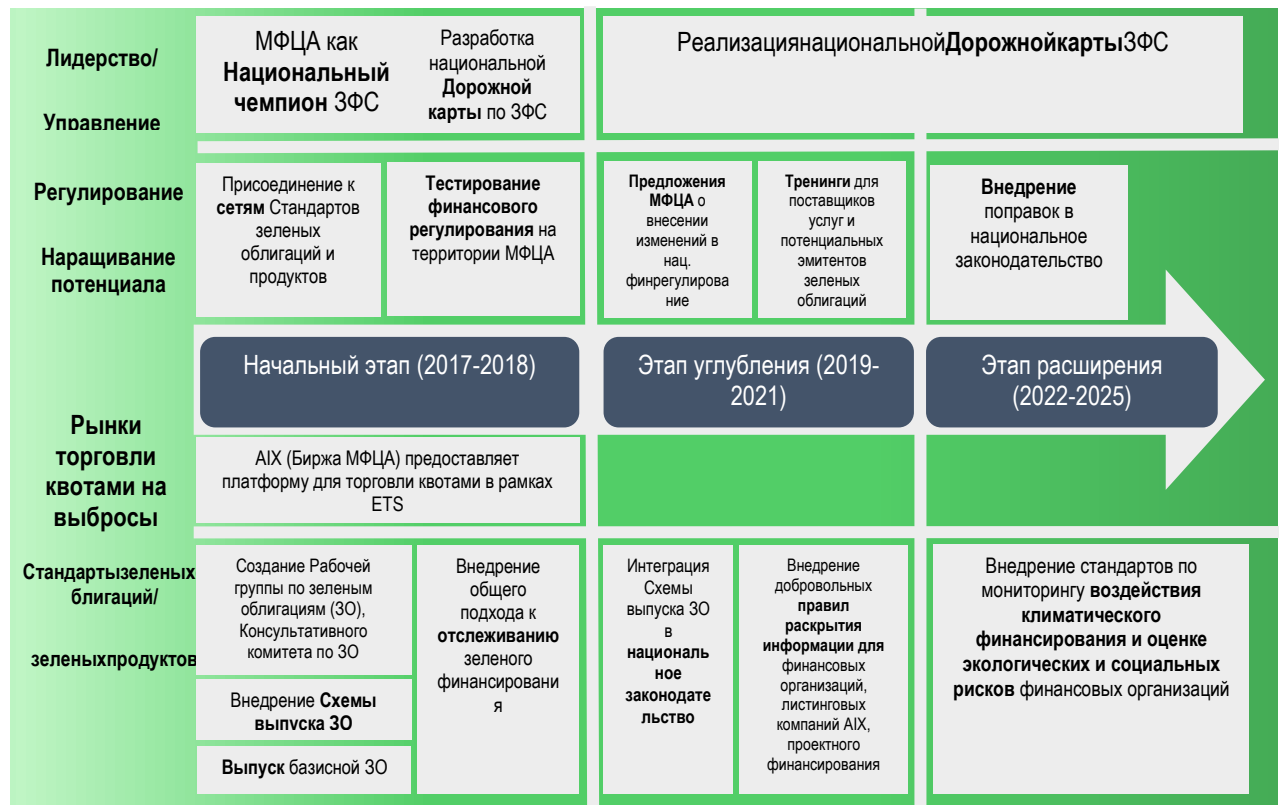 Лидерство/
Управление
МФЦА как
Национальный
чемпион ЗФС
Разработка
национальной
Дорожной
карты по ЗФС
РеализациянациональнойДорожнойкартыЗФС
Регулирование
Наращивание
потенциала
Присоединение к
сетям Стандартов
зеленых
облигаций и
продуктов
Тестирование
финансового
регулирования на
территории МФЦА
Предложения
МФЦА о
внесении
изменений в
нац.
финрегулирова
ние
Тренинги для
поставщиков
услуг и
потенциальных
эмитентов
зеленых
облигаций
Внедрение
поправок в
национальное
законодательство
Начальный этап (2017-2018)
Этап углубления (2019-
2021)
Этап расширения
(2022-2025)
Рынки
торговли
квотами на
выбросы
AIX (Биржа МФЦА) предоставляет
платформу для торговли квотами в рамках
ETS
Стандартызеленых
блигаций/
зеленыхпродуктов
Создание Рабочей
группы по зеленым
облигациям (ЗО),
Консультативного
комитета по ЗО
Внедрение Схемы
выпуска ЗО
Выпуск базисной ЗО
Внедрение
общего
подхода к
отслеживанию
зеленого
финансировани
я
Интеграция
Схемы
выпуска ЗО
в
националь
ное
законодате
льство
Внедрение
добровольных
правил
раскрытия
информации для
финансовых
организаций,
листинговых
компаний AIX,
проектного
финансирования
Внедрение стандартов по
мониторингу воздействия
климатического
финансирования и оценке
экологических и социальных
рисков финансовых организаций